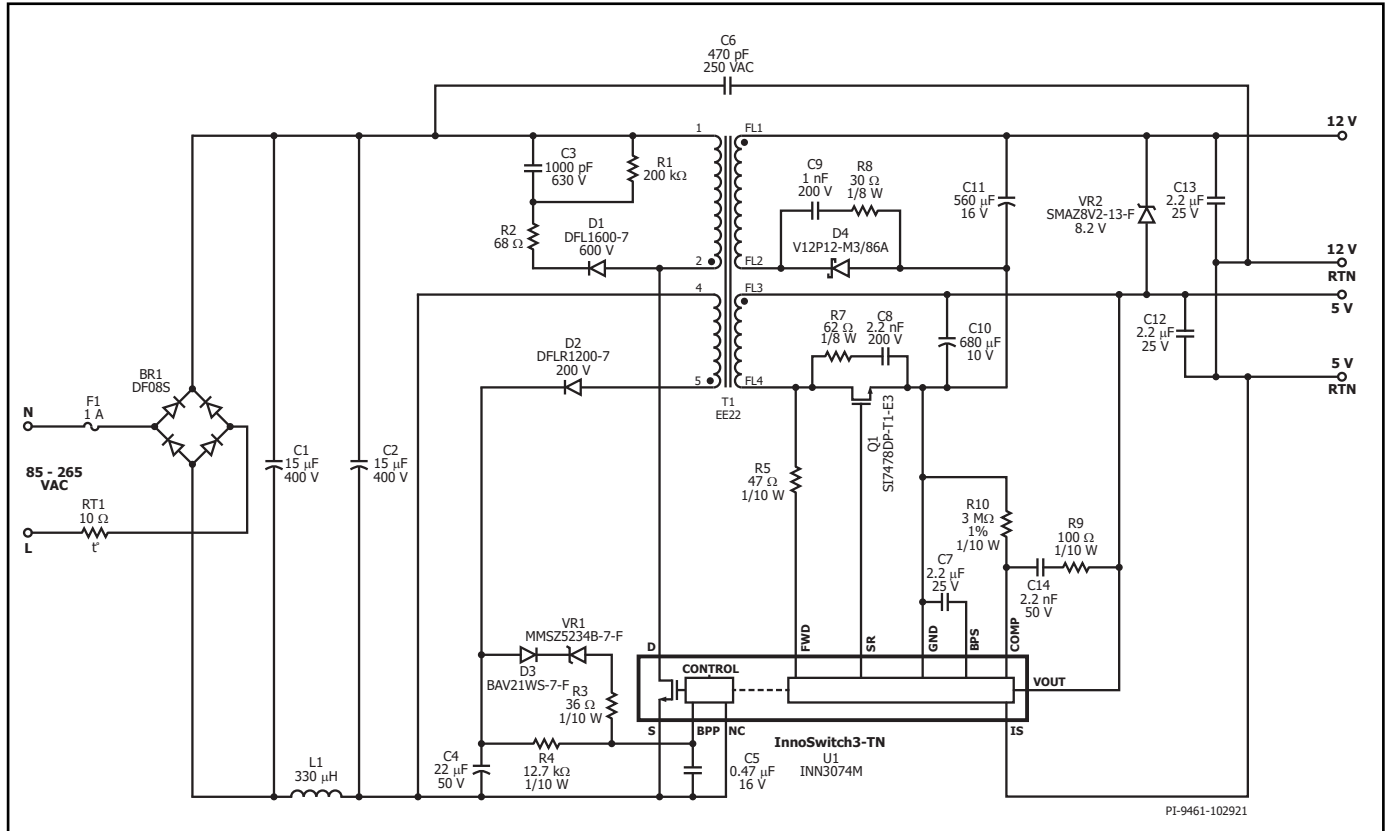 C6
470 pF
250 VAC
1
FL1
12 V
C3
1000 pF
630 V
R1
200 kΩ
C9
1 nF
200 V
R8
30 Ω
1/8 W
C11
560 μF
16 V
VR2
SMAZ8V2-13-F
8.2 V
C13
2.2 μF
25 V
R2
68 Ω
D1
DFL1600-7
600 V
D4
V12P12-M3/86A
2
FL2
12 V
RTN
4
FL3
5 V
R7
62 Ω
1/8 W
C8
2.2 nF
200 V
C10
680 μF
10 V
C12
2.2 μF
25 V
D2
DFLR1200-7
200 V
BR1
DF08S
5
FL4
5 V
RTN
T1
EE22
N
F1
1 A
Q1
SI7478DP-T1-E3
C1
15 μF
400 V
C2
15 μF
400 V
85 - 265
VAC
R5
47 Ω
1/10 W
R10
3 MΩ
1%
1/10 W
R9
100 Ω
1/10 W
RT1
10 Ω
L
t°
C7
2.2 μF
25 V
C14
2.2 nF
50 V
VR1
MMSZ5234B-7-F
D3
BAV21WS-7-F
D
FWD
SR
GND
BPS
COMP
CONTROL
VOUT
R3
36 Ω
1/10 W
S
BPP
NC
IS
InnoSwitch3-TN
U1
INN3074M
L1
330 μH
C4
22 μF
50 V
R4
12.7 kΩ
1/10 W
C5
0.47 μF
16 V
PI-9461-102921